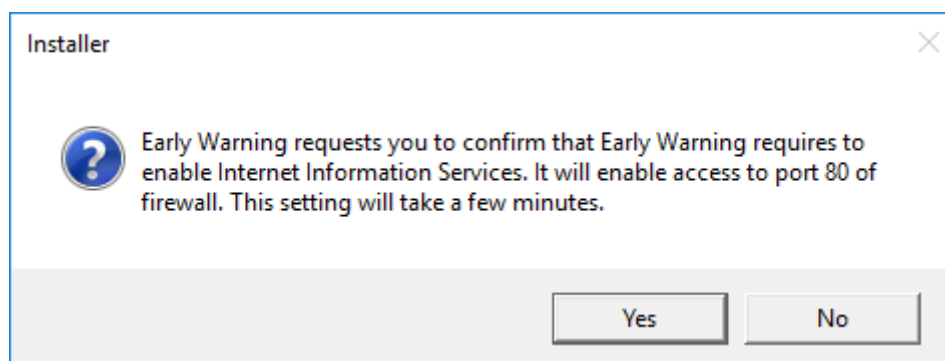 Installer
Early Warning requests you to confirm that Early Warning requires to
enable Internet Information Services. It will enable access to port 80 of
firewall. This setting will take a few minutes.
Yes
No